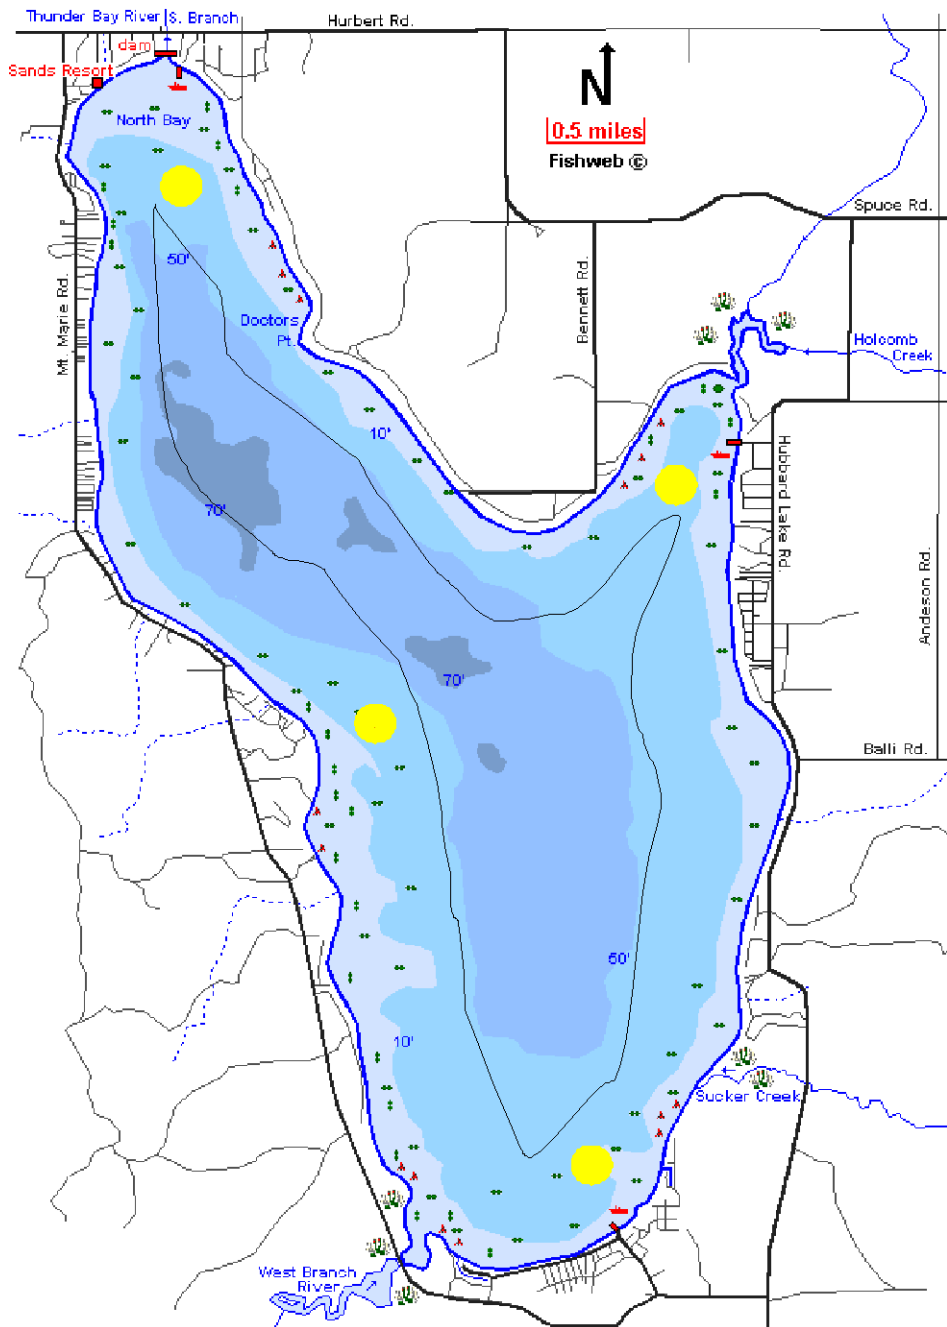 Thunder Bay River
S. Branch
Hurbert Rd.
dam
Sands Resort
North Bay
N
0.5 miles
Fishweb ©
Spuce Rd.
50'
Mt. Marie Rd.
Bennett Rd.
Doctors
Pt.
Holcomb
Creek
10'
Hubbard Lake Rd.
70'
Andeson Rd.
70'
Balli Rd.
50'
10'
Sucker Creek
West Branch
River